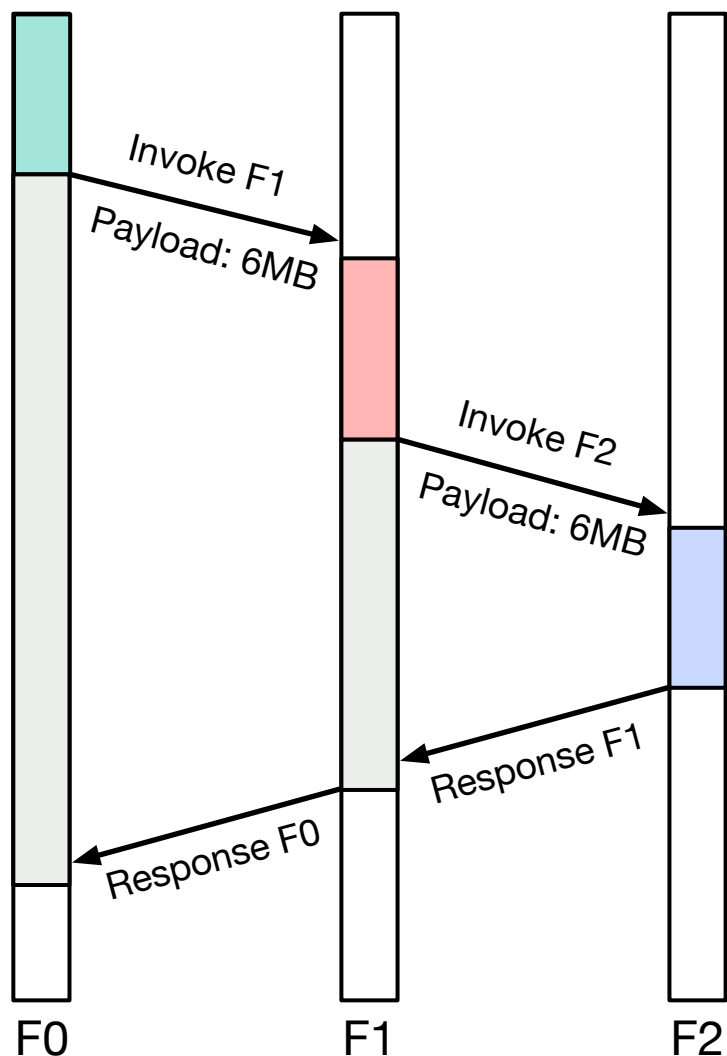 Invoke F1
Payload: 6MB
Invoke F2
Payload: 6MB
Response F1
Response F0
F0
F1
F2